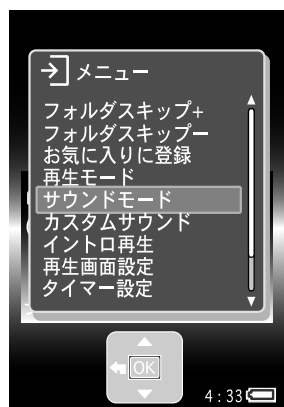 メニュー
フォルダスキップ+
フォルダスキップー
お気に入りに登録
再生モード
サウンドモード
カスタムサウンド
イントロ再生
再生画面設定
タイマー設定
OK
4:33